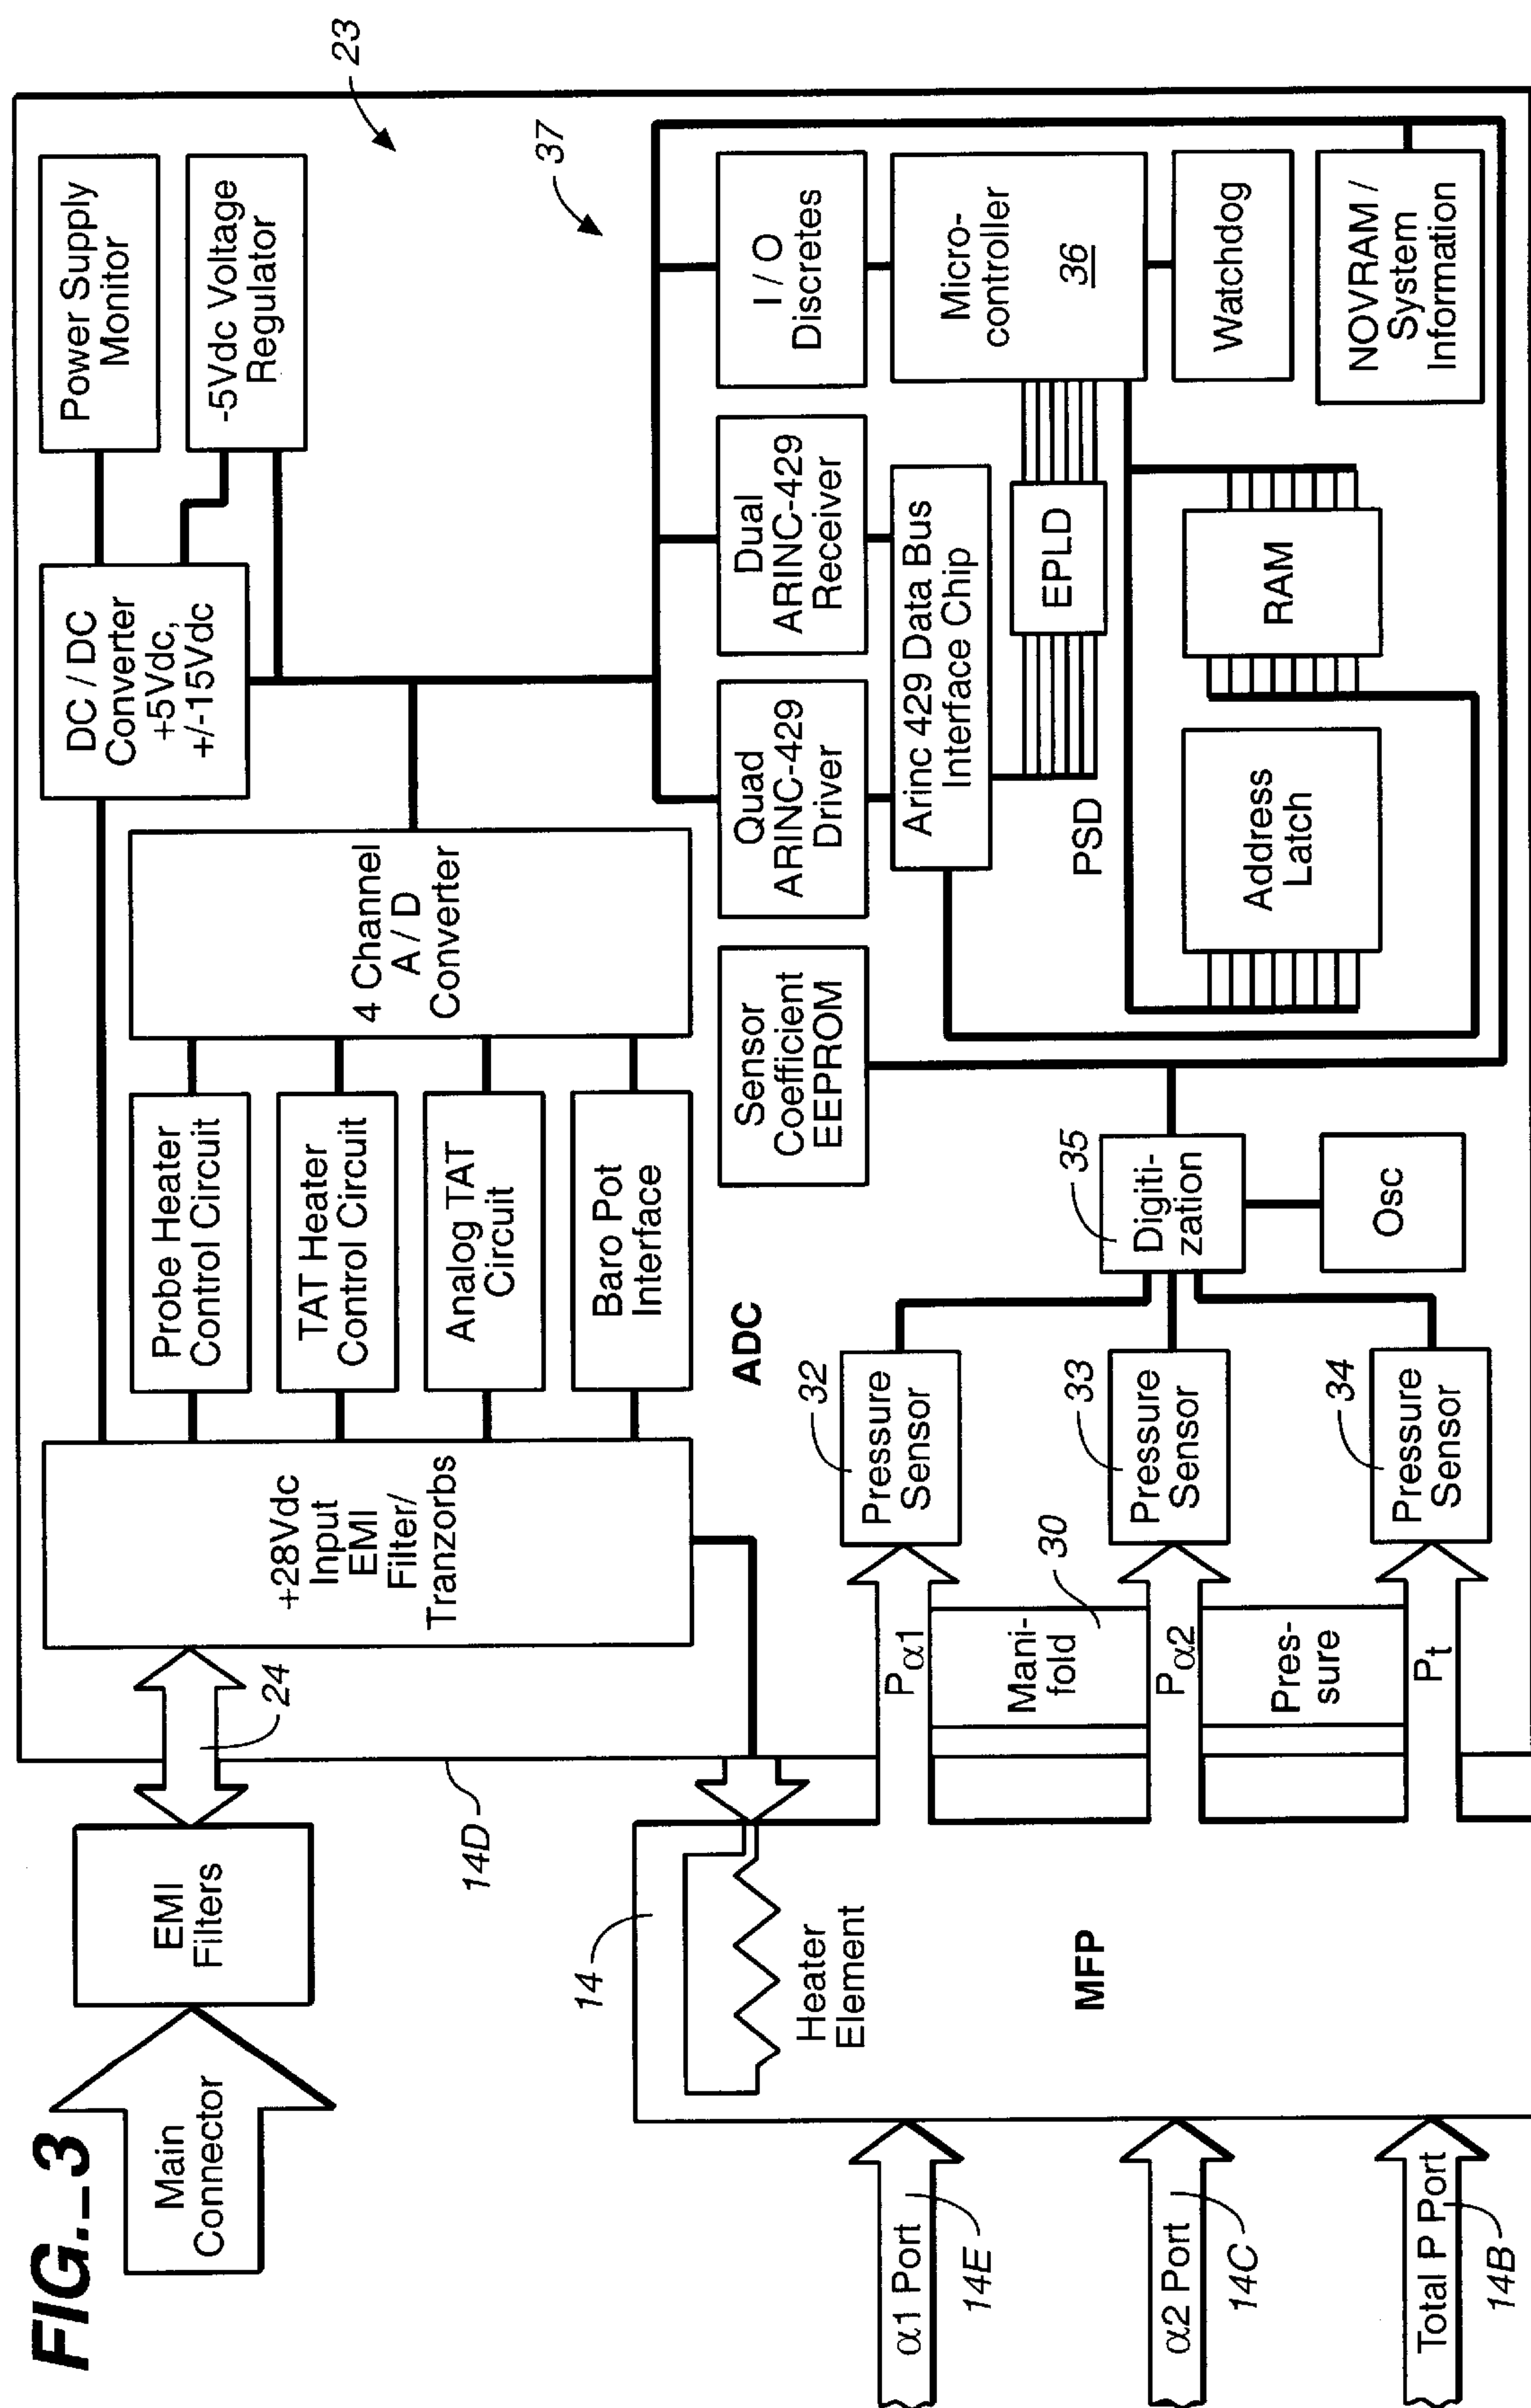 FIG._3
Main
Connector
EMI
Filters
24
14D
+28Vdc
Input
EMI
Filter/
Tranzorbs
Probe Heater
Control Circuit
TAT Heater
Control Circuit
Analog TAT
Circuit
Baro Pot
Interface
4 Channel
A / D
Converter
DC / DC
Converter
+5Vdc,
+/-15Vdc
Power Supply
Monitor
-5Vdc Voltage
Regulator
23
37
ADC
14
Heater
Element
MFP
α1 Port
14E
α2 Port
14C
Total P Port
14B
Pα1
Mani-
fold
30
Pα2
Pres-
sure
Pt
32
Pressure
Sensor
33
Pressure
Sensor
34
Pressure
Sensor
35
Digiti-
zation
Osc
Sensor
Coefficient
EEPROM
Quad
ARINC-429
Driver
Dual
ARINC-429
Receiver
I / O
Discretes
Arinc 429 Data Bus
Interface Chip
Micro-
controller
36
EPLD
PSD
Watchdog
Address
Latch
RAM
NOVRAM /
System
Information